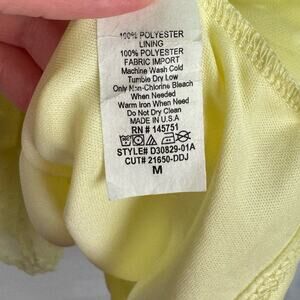 100% POLYESTER
LINING
100% POLYESTER
FABRIC IMPORT
Machine Wash Cold
Tumble Dry Low
Only Non-Chlorine Bleach
When Needed
Warm Iron When Need
Do Not Dry Clean
MADE IN U.S.A
RN # 145751
STYLE# D30829-01A
CUT# 21650-DDJ
M